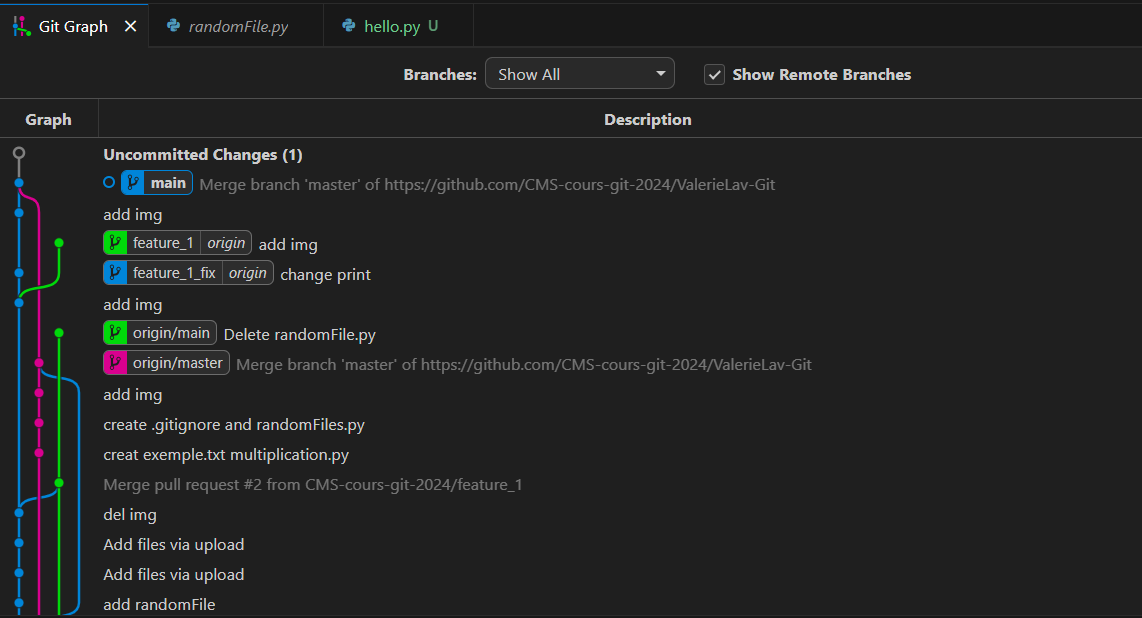 Git Graph randomFile.py hello.py U
Branches: Show All Show Remote Branches
Graph Description
Uncommitted Changes (1)
main Merge branch 'master' of https://github.com/CMS-cours-git-2024/ValerieLav-Git
add img
feature_1 origin add img
feature_1_fix origin change print
add img
origin/main Delete randomFile.py
origin/master Merge branch 'master' of https://github.com/CMS-cours-git-2024/ValerieLav-Git
add img
create .gitignore and randomFiles.py
creat exemple.txt multiplication.py
Merge pull request #2 from CMS-cours-git-2024/feature_1
del img
Add files via upload
Add files via upload
add randomFile